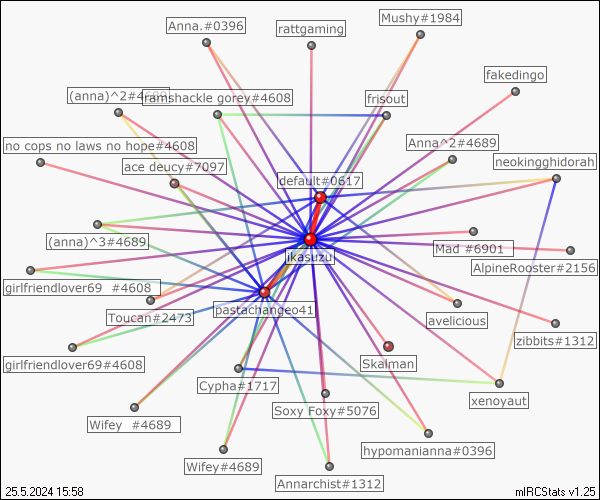 Anna.#0396
rattgaming
Mushy#1984
fakedingo
(anna)^2#4689
ramshackle gorey#4608
frisout
no cops no laws no hope#4608
Anna^2#4689
ace deucy#7097
neokingghidorah
default#0617
(anna)^3#4689
Mad #6901
ikasuzu
AlpineRooster#2156
girlfriendlover69 #4608
Toucan#2473
pastachangeo41
avelicious
zibbits#1312
girlfriendlover69#4608
Skalman
Cypha#1717
xenoyaut
Soxy Foxy#5076
Wifey #4689
hypomanianna#0396
Wifey#4689
Annarchist#1312
25.5.2024 15:58
mIRCStats v1.25